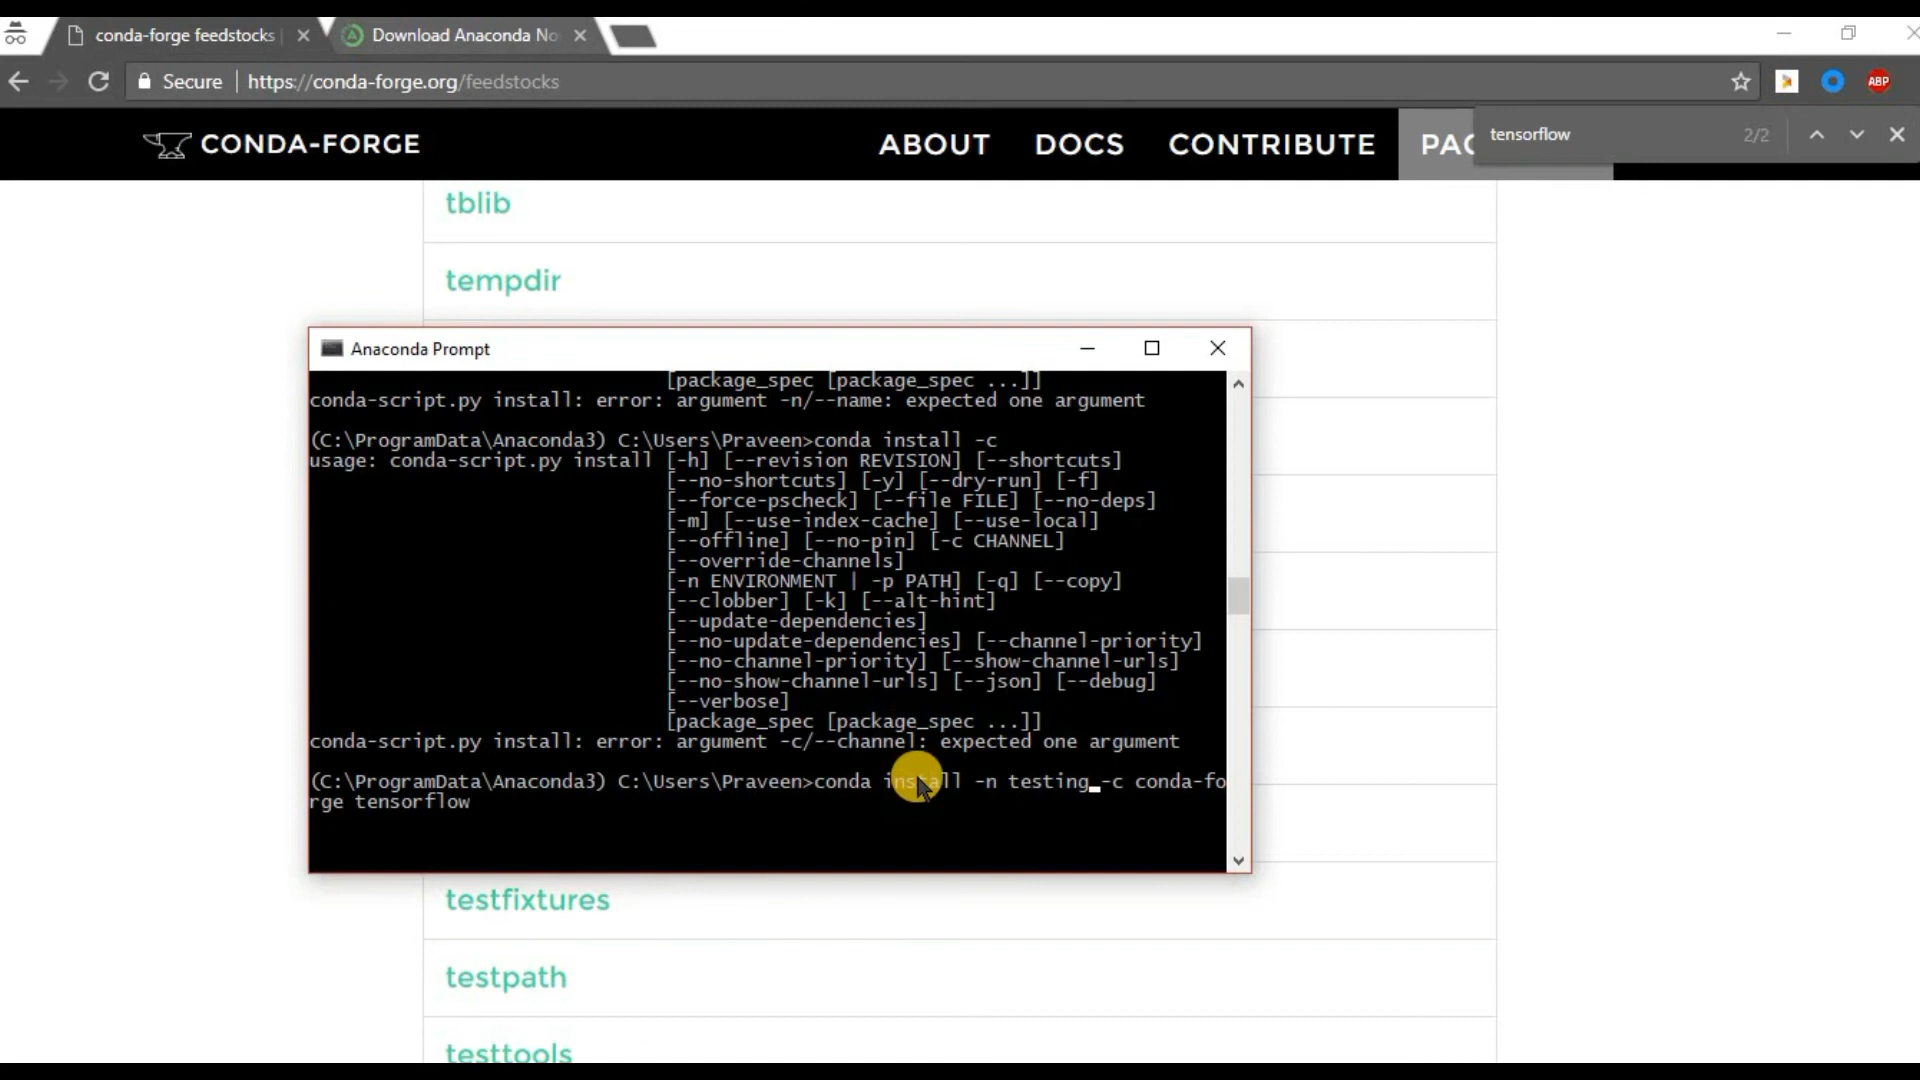 conda-forge feedstocks
Download Anaconda No
Secure https://conda-forge.org/feedstocks
ABP
CONDA-FORGE
ABOUT DOCS CONTRIBUTE PAC
tensorflow 2/2
tblib
tempdir
Anaconda Prompt
[package_spec [package_spec ...]]
conda-script.py install: error: argument -n/--name: expected one argument
(C:\ProgramData\Anaconda3) C:\Users\Praveen>conda install -c
usage: conda-script.py install [-h] [--revision REVISION] [--shortcuts]
[--no-shortcuts] [-y] [--dry-run] [-f]
[--force-pscheck] [--file FILE] [--no-deps]
[-m] [--use-index-cache] [--use-local]
[--offline] [--no-pin] [-c CHANNEL]
[--override-channels]
[-n ENVIRONMENT | -p PATH] [-q] [--copy]
[--clobber] [-k] [--alt-hint]
[--update-dependencies]
[--no-update-dependencies] [--channel-priority]
[--no-channel-priority] [--show-channel-urls]
[--no-show-channel-urls] [--json] [--debug]
[--verbose]
[package_spec [package_spec ...]]
conda-script.py install: error: argument -c/--channel: expected one argument
(C:\ProgramData\Anaconda3) C:\Users\Praveen>conda install -n testing -c conda-fo
rge tensorflow
testfixtures
testpath
testtools